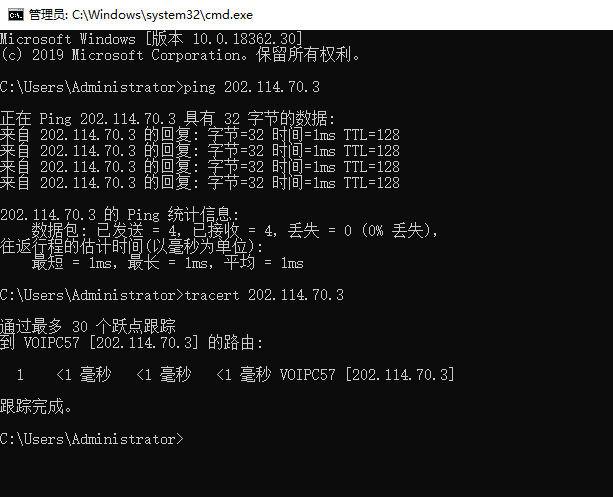 管理员: C:\Windows\system32\cmd.exe
Microsoft Windows [版本 10.0.18362.30]
(c) 2019 Microsoft Corporation。保留所有权利。
C:\Users\Administrator>ping 202.114.70.3
正在 Ping 202.114.70.3 具有 32 字节的数据:
来自 202.114.70.3 的回复: 字节=32 时间=1ms TTL=128
来自 202.114.70.3 的回复: 字节=32 时间=1ms TTL=128
来自 202.114.70.3 的回复: 字节=32 时间=1ms TTL=128
来自 202.114.70.3 的回复: 字节=32 时间=1ms TTL=128
202.114.70.3 的 Ping 统计信息:
数据包: 已发送 = 4，已接收 = 4，丢失 = 0 (0% 丢失)，
往返行程的估计时间(以毫秒为单位):
最短 = 1ms，最长 = 1ms，平均 = 1ms
C:\Users\Administrator>tracert 202.114.70.3
通过最多 30 个跃点跟踪
到 VOIPC57 [202.114.70.3] 的路由:
1 <1 毫秒 <1 毫秒 <1 毫秒 VOIPC57 [202.114.70.3]
跟踪完成。
C:\Users\Administrator>